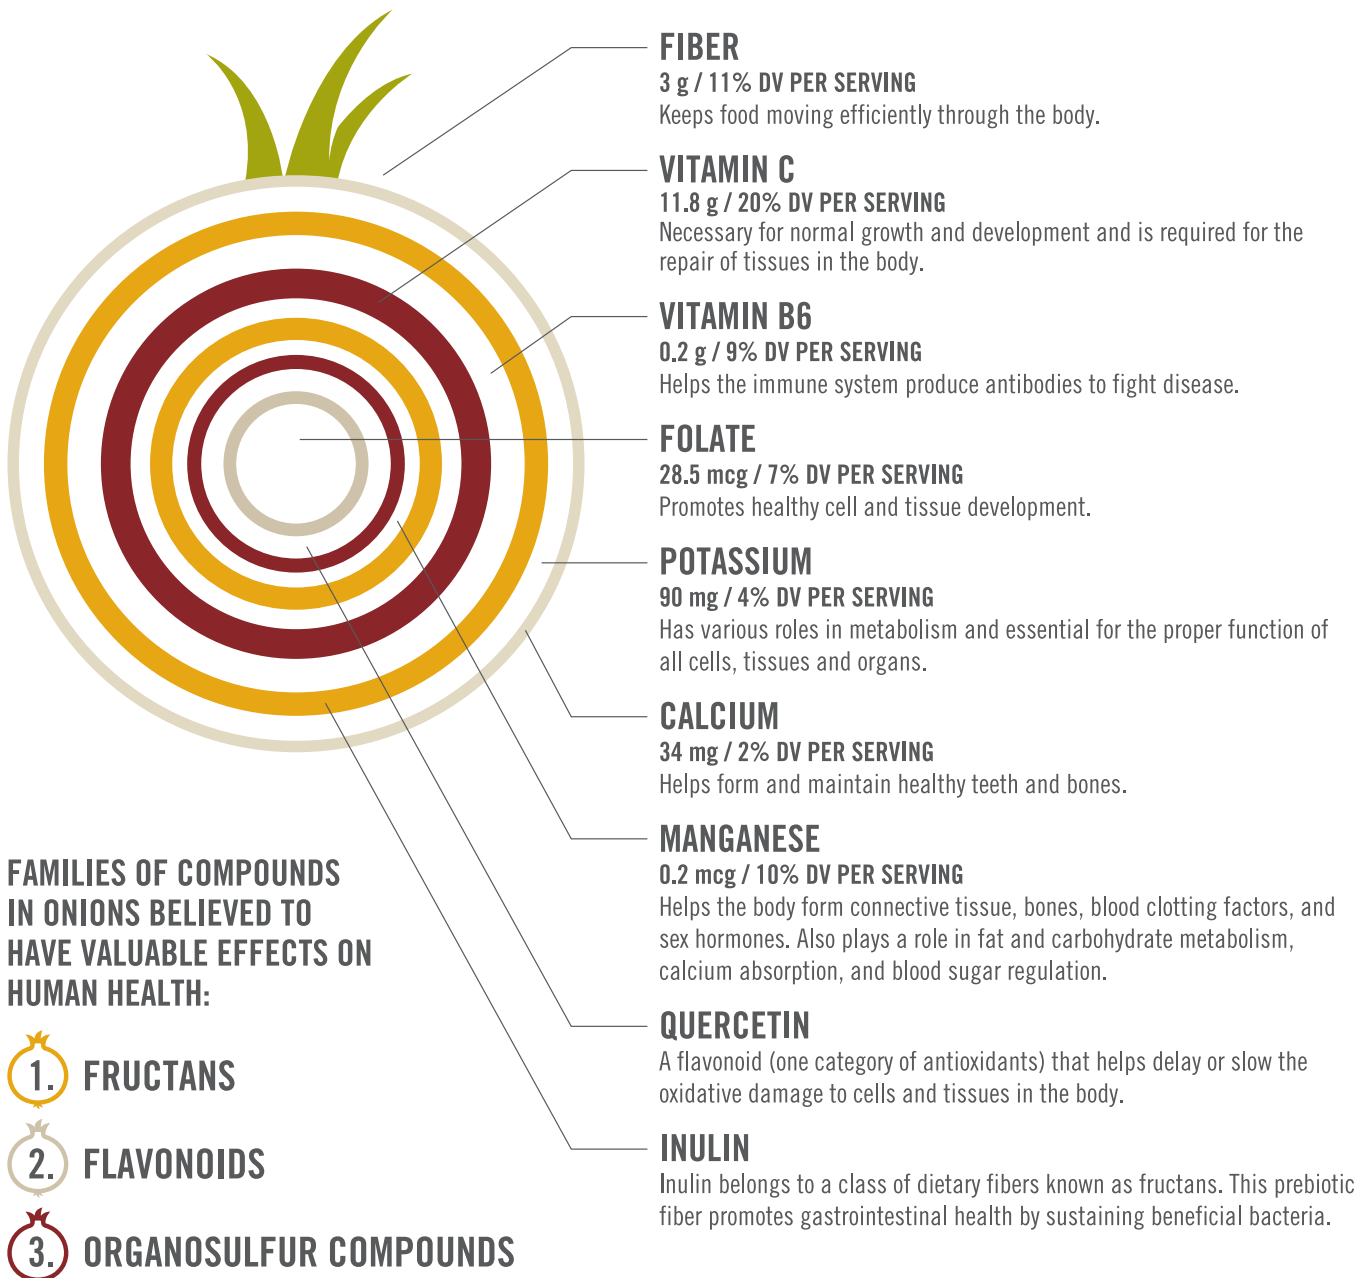 FIBER
3 g / 11% DV PER SERVING
Keeps food moving efficiently through the body.
VITAMIN C
11.8 g / 20% DV PER SERVING
Necessary for normal growth and development and is required for the
repair of tissues in the body.
VITAMIN B6
0.2 g / 9% DV PER SERVING
Helps the immune system produce antibodies to fight disease.
FOLATE
28.5 mcg / 7% DV PER SERVING
Promotes healthy cell and tissue development.
POTASSIUM
90 mg / 4% DV PER SERVING
Has various roles in metabolism and essential for the proper function of
all cells, tissues and organs.
CALCIUM
34 mg / 2% DV PER SERVING
Helps form and maintain healthy teeth and bones.
MANGANESE
0.2 mcg / 10% DV PER SERVING
Helps the body form connective tissue, bones, blood clotting factors, and
sex hormones. Also plays a role in fat and carbohydrate metabolism,
calcium absorption, and blood sugar regulation.
QUERCETIN
A flavonoid (one category of antioxidants) that helps delay or slow the
oxidative damage to cells and tissues in the body.
INULIN
Inulin belongs to a class of dietary fibers known as fructans. This prebiotic
fiber promotes gastrointestinal health by sustaining beneficial bacteria.
FAMILIES OF COMPOUNDS
IN ONIONS BELIEVED TO
HAVE VALUABLE EFFECTS ON
HUMAN HEALTH:
1. FRUCTANS
2. FLAVONOIDS
3. ORGANOSULFUR COMPOUNDS